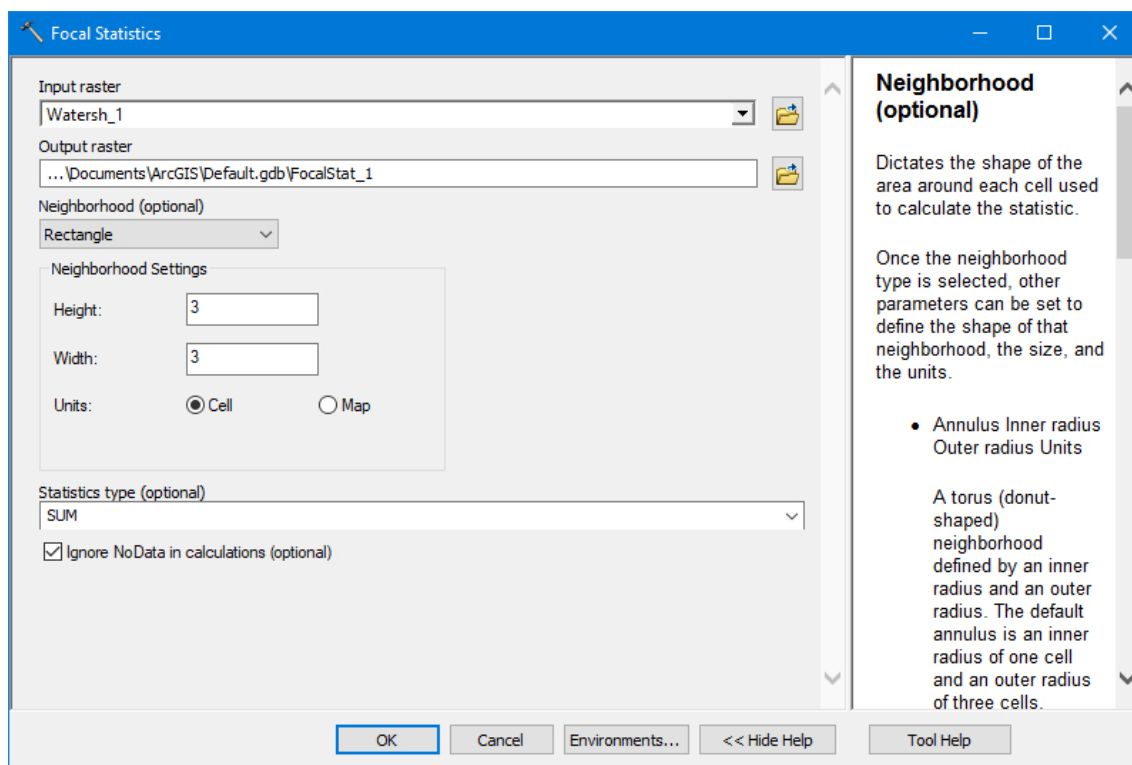 Focal Statistics
Input raster
Watersh_1
Output raster
...\Documents\ArcGIS\Default.gdb\FocalStat_1
Neighborhood (optional)
Rectangle
Neighborhood Settings
Height:
3
Width:
3
Units:
Cell
Map
Statistics type (optional)
SUM
Ignore NoData in calculations (optional)
Neighborhood
(optional)
Dictates the shape of the
area around each cell used
to calculate the statistic.
Once the neighborhood
type is selected, other
parameters can be set to
define the shape of that
neighborhood, the size, and
the units.
• Annulus Inner radius
Outer radius Units
A torus (donut-
shaped)
neighborhood
defined by an inner
radius and an outer
radius. The default
annulus is an inner
radius of one cell
and an outer radius
of three cells.
OK
Cancel
Environments...
<< Hide Help
Tool Help